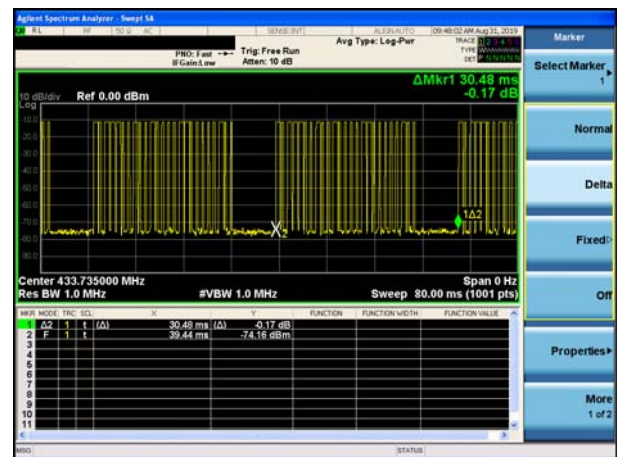 Agilent Spectrum Analyzer - Swept SA
RL RF 50 Ω AC SENSE:INT ALIGNAUTO 09:48:02 AM Aug 31, 2019
Avg Type: Log-Pwr
TRACE 1 2 3 4 5 6
TYPE
DET P N N N N N
PNO: Fast
IFGain:Low
Trig: Free Run
Atten: 10 dB
ΔMkr1 30.48 ms
-0.17 dB
10 dB/div Ref 0.00 dBm
Log
-10.0
-20.0
-30.0
-40.0
-50.0
-60.0
-70.0
-80.0
-90.0
1Δ2
2
Center 433.735000 MHz Span 0 Hz
Res BW 1.0 MHz #VBW 1.0 MHz Sweep 80.00 ms (1001 pts)
MKR MODE TRC SCL X Y FUNCTION FUNCTION WIDTH FUNCTION VALUE
1 Δ2 1 t (Δ) 30.48 ms (Δ) -0.17 dB
2 F 1 t 39.44 ms -74.16 dBm
3
4
5
6
7
8
9
10
11
MSG STATUS
Marker
Select Marker
1
Normal
Delta
Fixed
Off
Properties
More
1 of 2